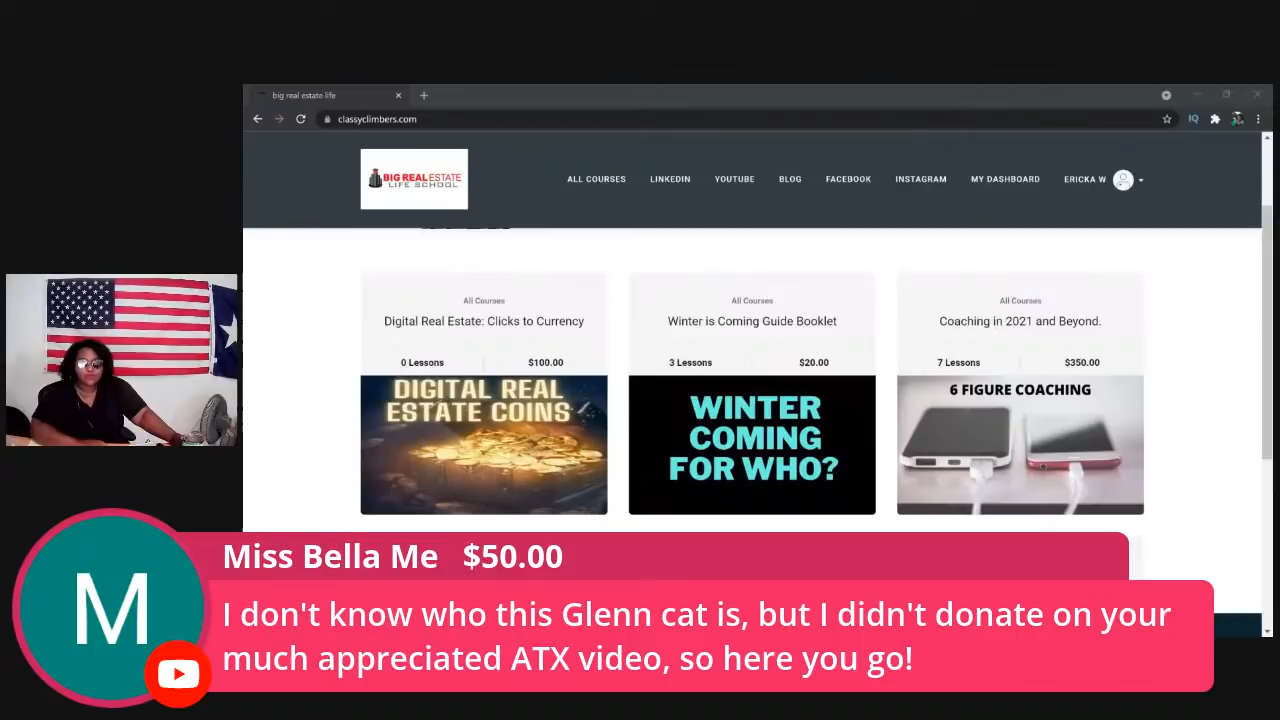 big real estate life
classyclimbers.com
IQ
BIG REAL ESTATE
LIFE SCHOOL
ALL COURSES
LINKEDIN
YOUTUBE
BLOG
FACEBOOK
INSTAGRAM
MY DASHBOARD
ERICKA W
All Courses
Digital Real Estate: Clicks to Currency
0 Lessons
$100.00
DIGITAL REAL
ESTATE COINS
All Courses
Winter is Coming Guide Booklet
3 Lessons
$20.00
WINTER
COMING
FOR WHO?
All Courses
Coaching in 2021 and Beyond.
7 Lessons
$350.00
6 FIGURE COACHING
M
Miss Bella Me $50.00
I don't know who this Glenn cat is, but I didn't donate on your
much appreciated ATX video, so here you go!